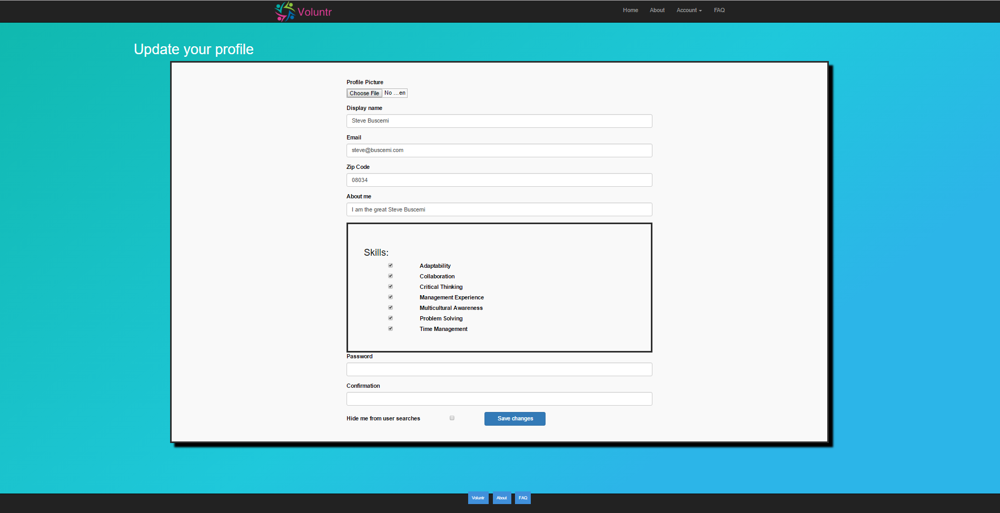 Voluntr
Home About Account FAQ
Update your profile
Profile Picture
Choose File No ...en
Display name
Steve Buscemi
Email
steve@buscemi.com
Zip Code
08034
About me
I am the great Steve Buscemi
Skills:
Adaptability
Collaboration
Critical Thinking
Management Experience
Multicultural Awareness
Problem Solving
Time Management
Password
Confirmation
Hide me from user searches Save changes
Voluntr About FAQ